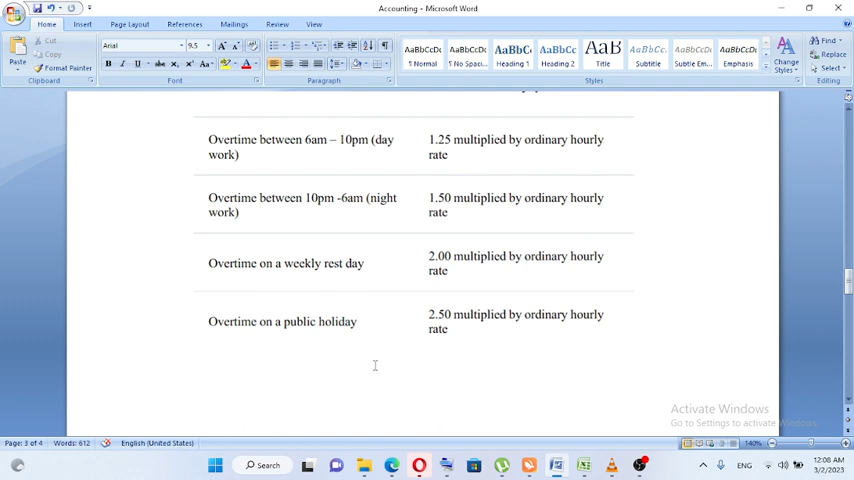 Accounting - Microsoft Word
Home Insert Page Layout References Mailings Review View
Paste
Cut
Copy
Format Painter
Clipboard
Arial 9.5
Font
Paragraph
AaBbCcDc AaBbCcDc AaBbC AaBbCc AaB AaBbCc. AaBbCcDc AaBbCcDc
¶ Normal ¶ No Spaci... Heading 1 Heading 2 Title Subtitle Subtle Em... Emphasis
Styles
Change
Styles
Find
Replace
Select
Editing
Overtime between 6am – 10pm (day
work)
1.25 multiplied by ordinary hourly
rate
Overtime between 10pm -6am (night
work)
1.50 multiplied by ordinary hourly
rate
Overtime on a weekly rest day
2.00 multiplied by ordinary hourly
rate
Overtime on a public holiday
2.50 multiplied by ordinary hourly
rate
Activate Windows
Go to Settings to activate Windows.
Page: 3 of 4 Words: 612 English (United States) 140%
Search
ENG
12:08 AM
3/2/2023